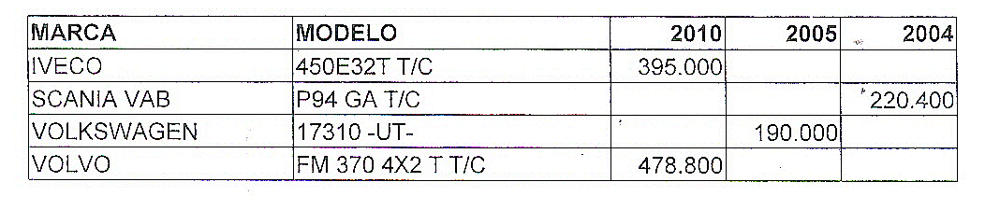 MARCA MODELO 2010 2005 2004
IVECO 450E32T T/C 395.000
SCANIA VAB P94 GA T/C 220.400
VOLKSWAGEN 17310 -UT- 190.000
VOLVO FM 370 4X2 T T/C 478.800